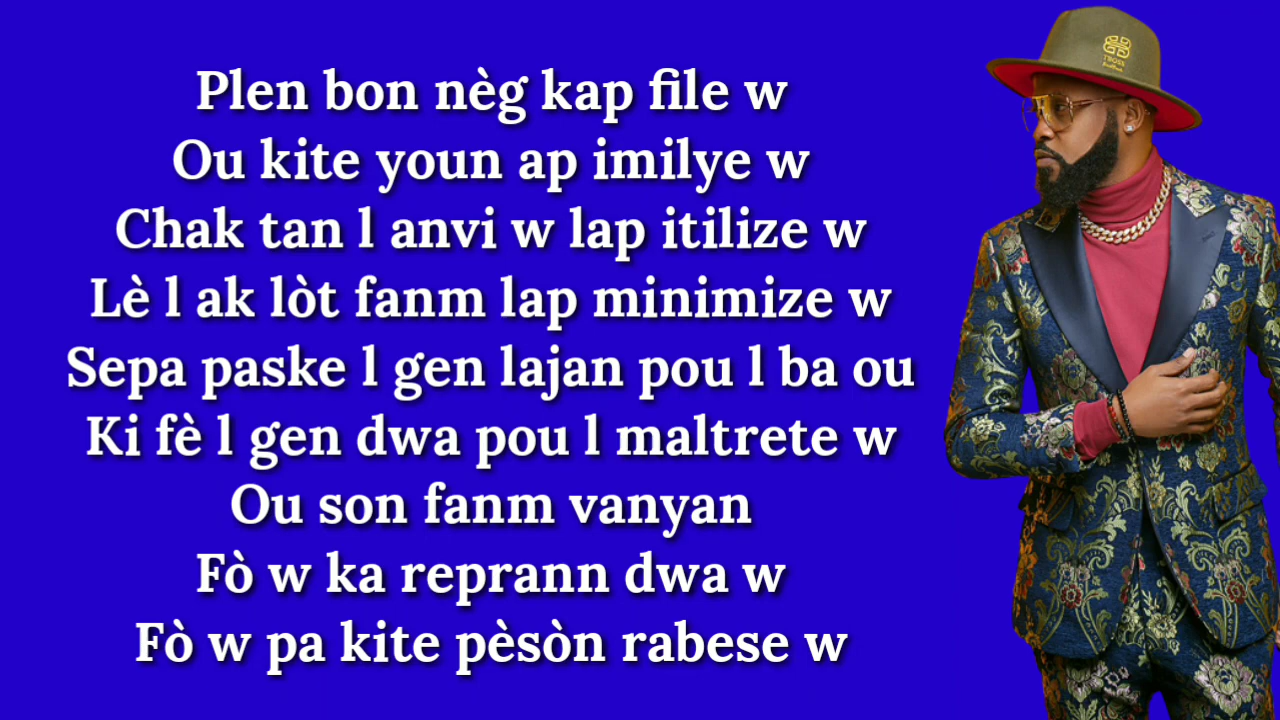 Plen bon nèg kap file w
Ou kite youn ap imilye w
Chak tan l anvi w lap itilize w
Lè l ak lòt fanm lap minimize w
Sepa paske l gen lajan pou l ba ou
Ki fè l gen dwa pou l maltrete w
Ou son fanm vanyan
Fò w ka reprann dwa w
Fò w pa kite pèsòn rabese w